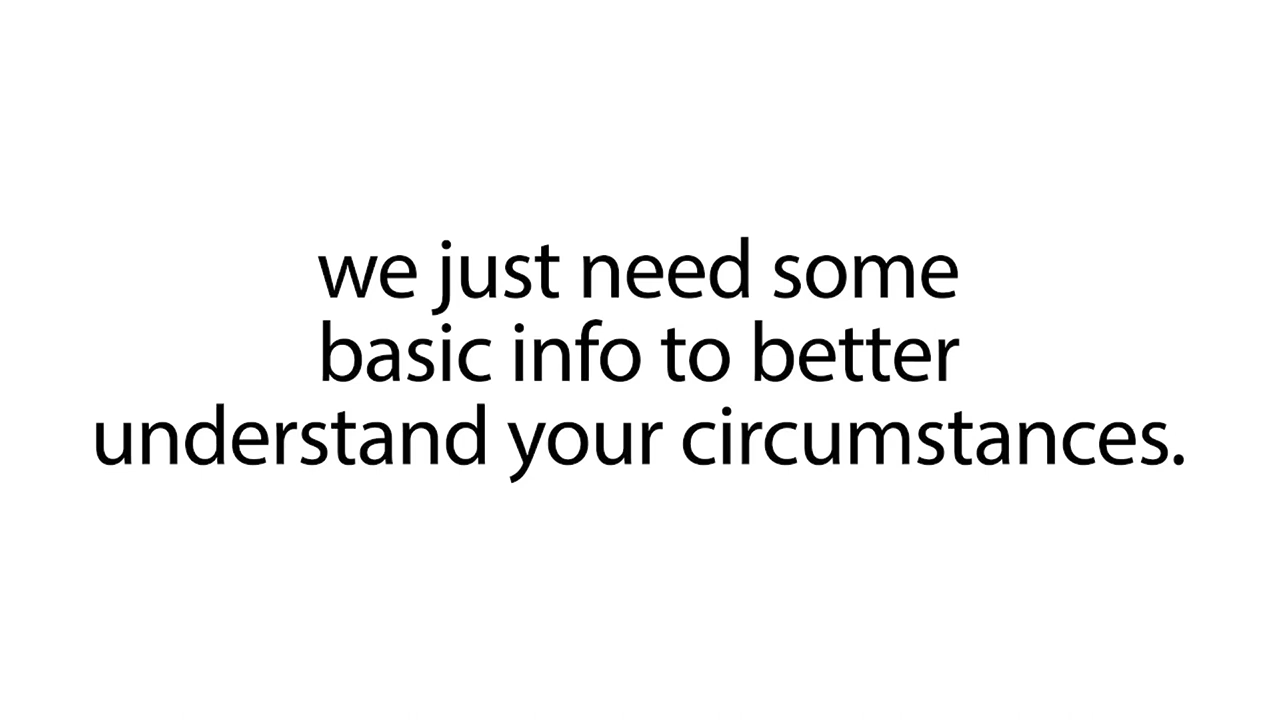 we just need some
basic info to better
understand your circumstances.